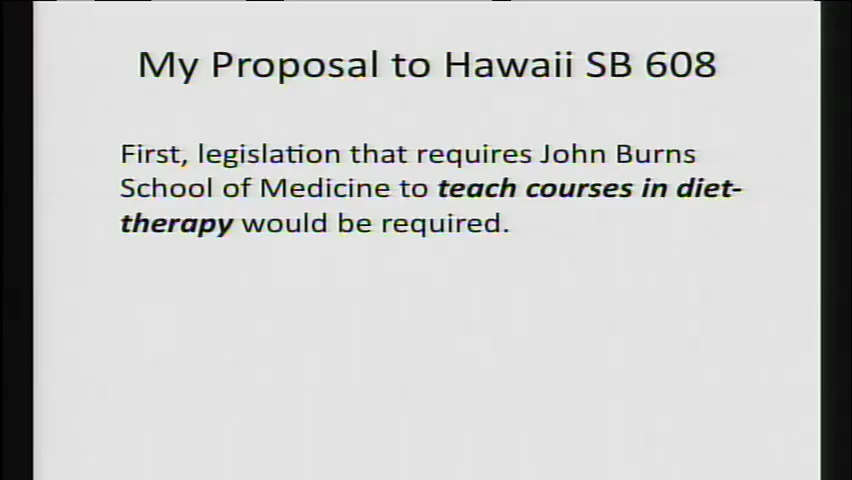 My Proposal to Hawaii SB 608
First, legislation that requires John Burns
School of Medicine to teach courses in diet-
therapy would be required.